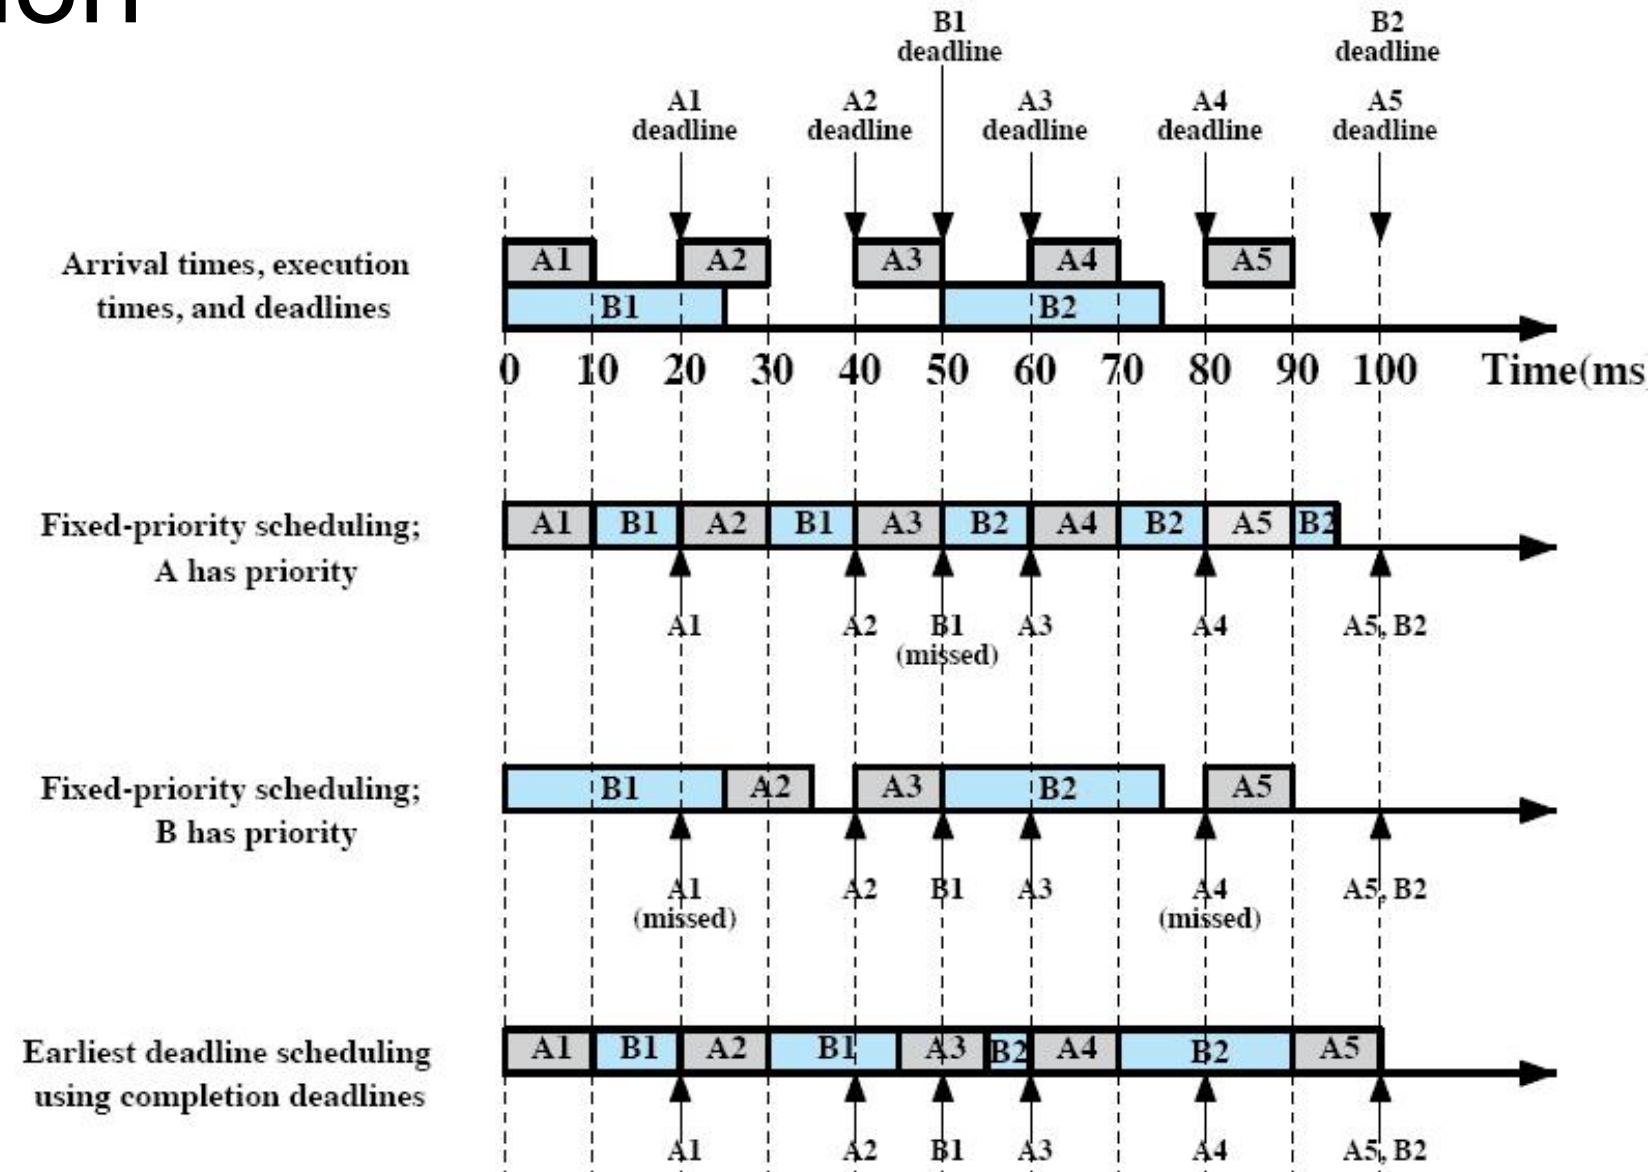 ion
B1
deadline
B2
deadline
A1
deadline
A2
deadline
A3
deadline
A4
deadline
A5
deadline
Arrival times, execution
times, and deadlines
A1
A2
A3
A4
A5
B1
B2
0 10 20 30 40 50 60 70 80 90 100 Time(ms
Fixed-priority scheduling;
A has priority
A1 B1 A2 B1 A3 B2 A4 B2 A5 B2
A1 A2 B1 A3 A4 A5, B2
(missed)
Fixed-priority scheduling;
B has priority
B1 A2 A3 B2 A5
A1 A2 B1 A3 A4 A5, B2
(missed) (missed)
Earliest deadline scheduling
using completion deadlines
A1 B1 A2 B1 A3 B2 A4 B2 A5
A1 A2 B1 A3 A4 A5, B2